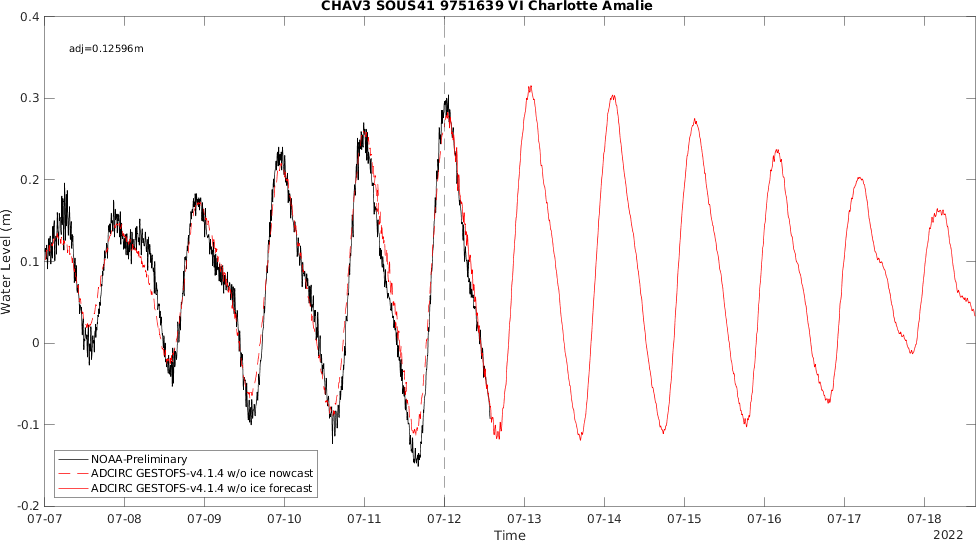 CHAV3 SOUS41 9751639 VI Charlotte Amalie
adj=0.12596m
0.4
0.3
0.2
0.1
0
-0.1
-0.2
Water Level (m)
NOAA-Preliminary
ADCIRC GESTOFS-v4.1.4 w/o ice nowcast
ADCIRC GESTOFS-v4.1.4 w/o ice forecast
07-07 07-08 07-09 07-10 07-11 07-12 07-13 07-14 07-15 07-16 07-17 07-18
Time
2022